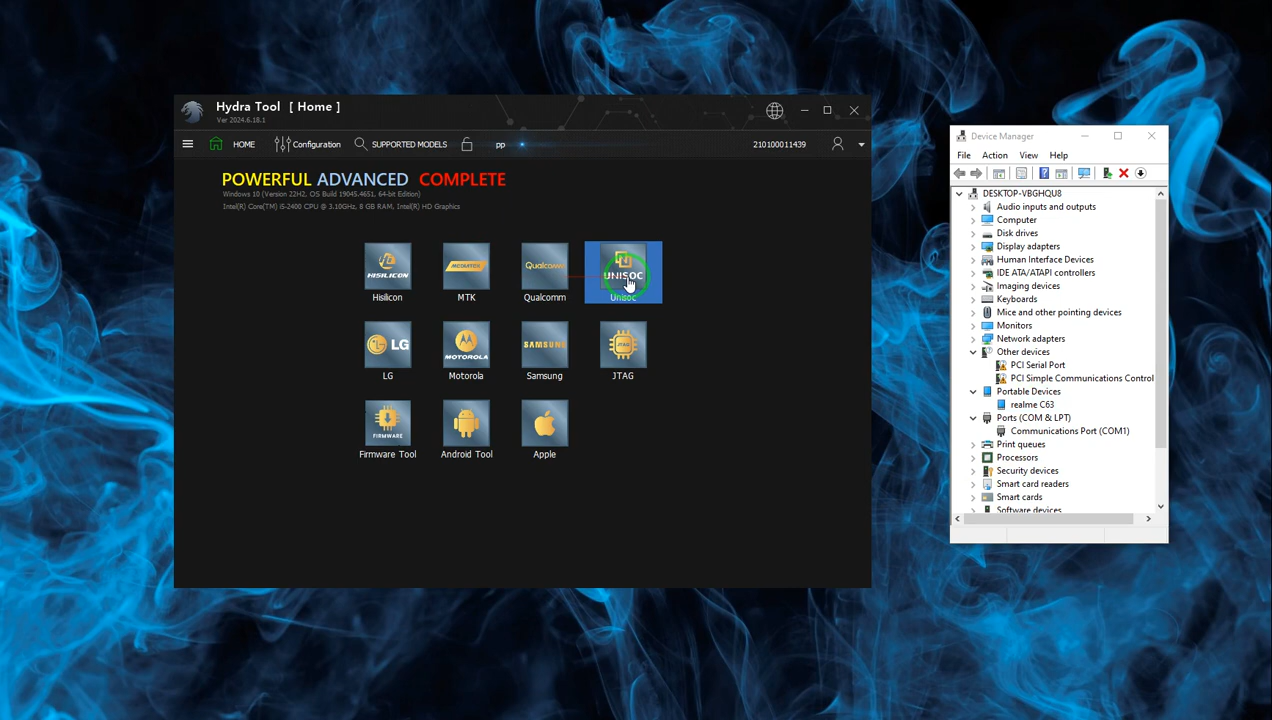 Hydra Tool [ Home ]
Ver 2024.6.18.1
HOME
Configuration
SUPPORTED MODELS
pp
210100011439
POWERFUL ADVANCED COMPLETE
Windows 10 (Version 22H2, OS Build 19045.4651, 64-bit Edition)
Intel(R) Core(TM) i5-2400 CPU @ 3.10GHz, 8 GB RAM, Intel(R) HD Graphics
HISILICON
MEDIATEK
Qualcomm
UNISOC
Hisilicon
MTK
Qualcomm
Unisoc
LG
MOTOROLA
SAMSUNG
JTAG
LG
Motorola
Samsung
JTAG
FIRMWARE
Firmware Tool
Android Tool
Apple
Device Manager
File Action View Help
DESKTOP-VBGHQU8
Audio inputs and outputs
Computer
Disk drives
Display adapters
Human Interface Devices
IDE ATA/ATAPI controllers
Imaging devices
Keyboards
Mice and other pointing devices
Monitors
Network adapters
Other devices
PCI Serial Port
PCI Simple Communications Control
Portable Devices
realme C63
Ports (COM & LPT)
Communications Port (COM1)
Print queues
Processors
Security devices
Smart card readers
Smart cards
Software devices